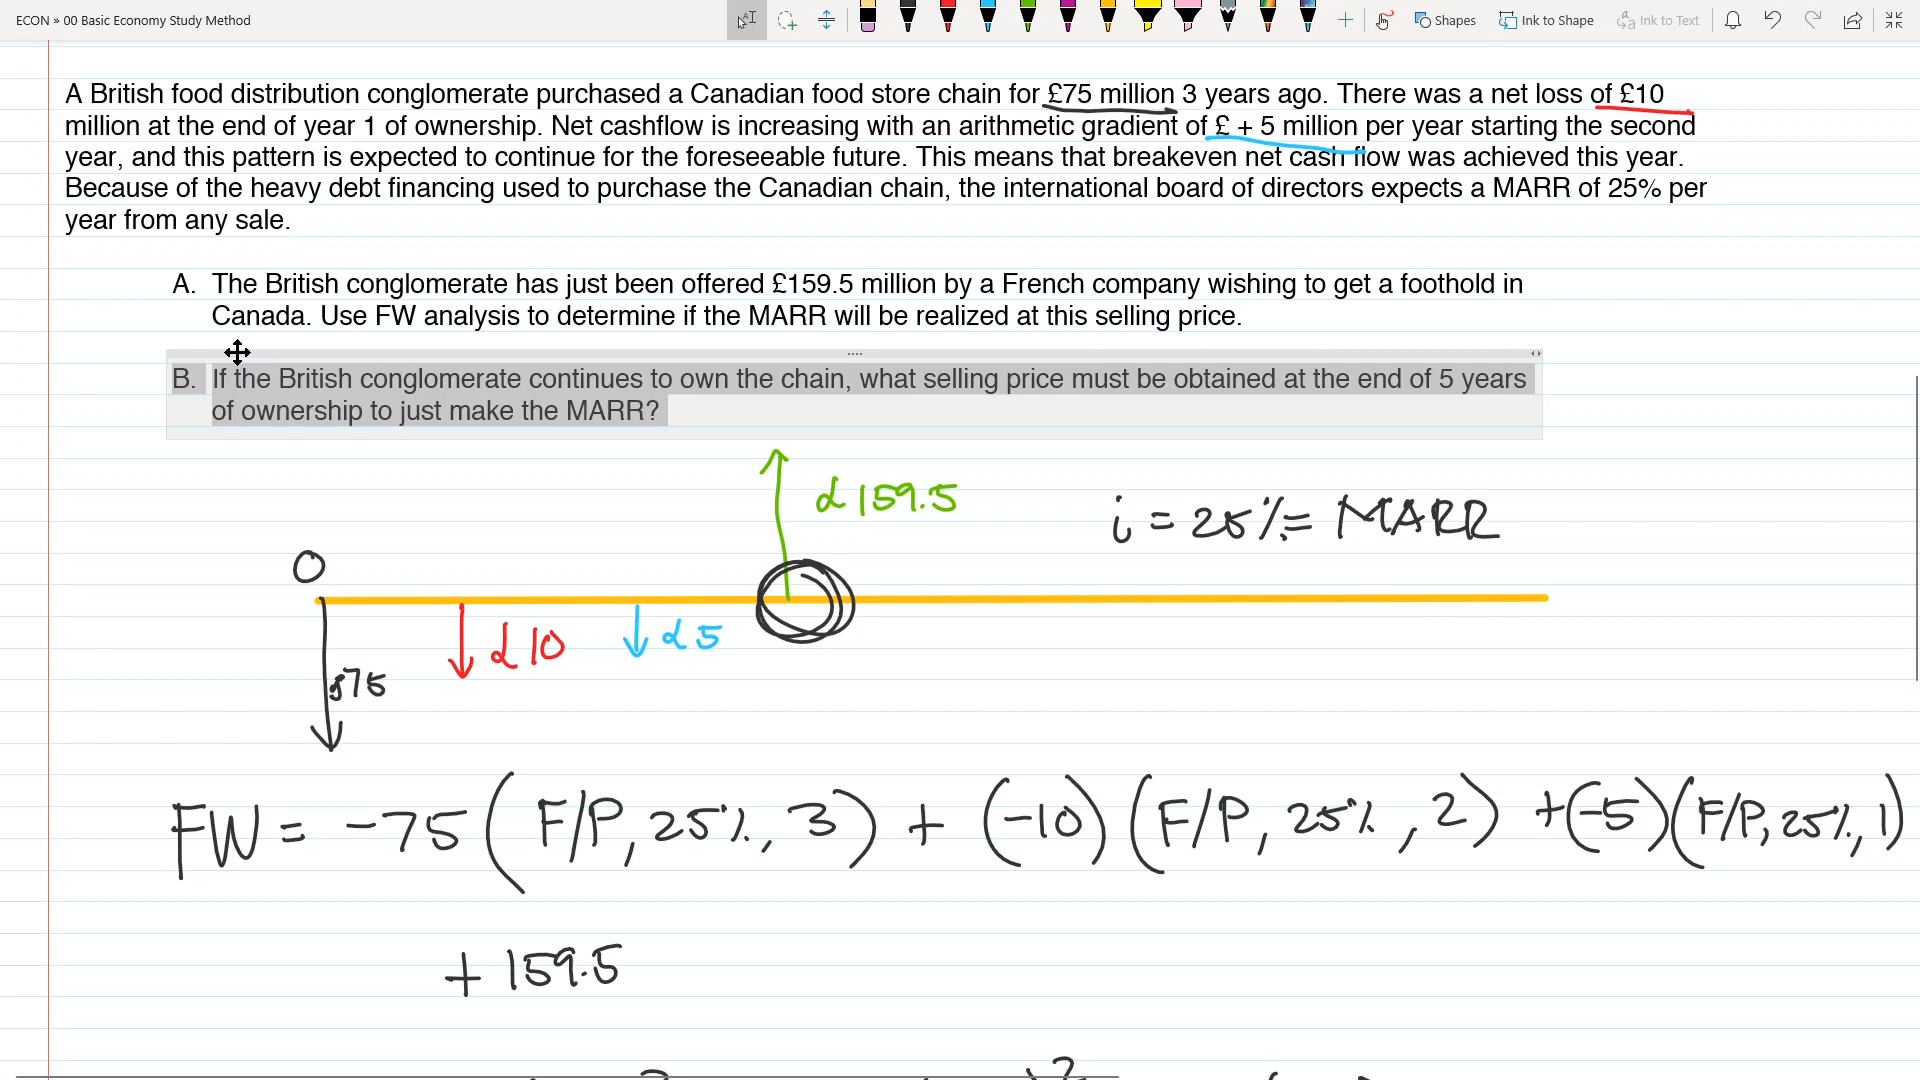 ECON » 00 Basic Economy Study Method
Shapes
Ink to Shape
Ink to Text
A British food distribution conglomerate purchased a Canadian food store chain for £75 million 3 years ago. There was a net loss of £10
million at the end of year 1 of ownership. Net cashflow is increasing with an arithmetic gradient of £ + 5 million per year starting the second
year, and this pattern is expected to continue for the foreseeable future. This means that breakeven net cash flow was achieved this year.
Because of the heavy debt financing used to purchase the Canadian chain, the international board of directors expects a MARR of 25% per
year from any sale.
A. The British conglomerate has just been offered £159.5 million by a French company wishing to get a foothold in
Canada. Use FW analysis to determine if the MARR will be realized at this selling price.
B. If the British conglomerate continues to own the chain, what selling price must be obtained at the end of 5 years
of ownership to just make the MARR?
£159.5
i = 25% = MARR
0
£10
£5
£75
FW = -75 (F/P, 25%, 3) + (-10) (F/P, 25%, 2) + (-5) (F/P, 25%, 1)
+ 159.5